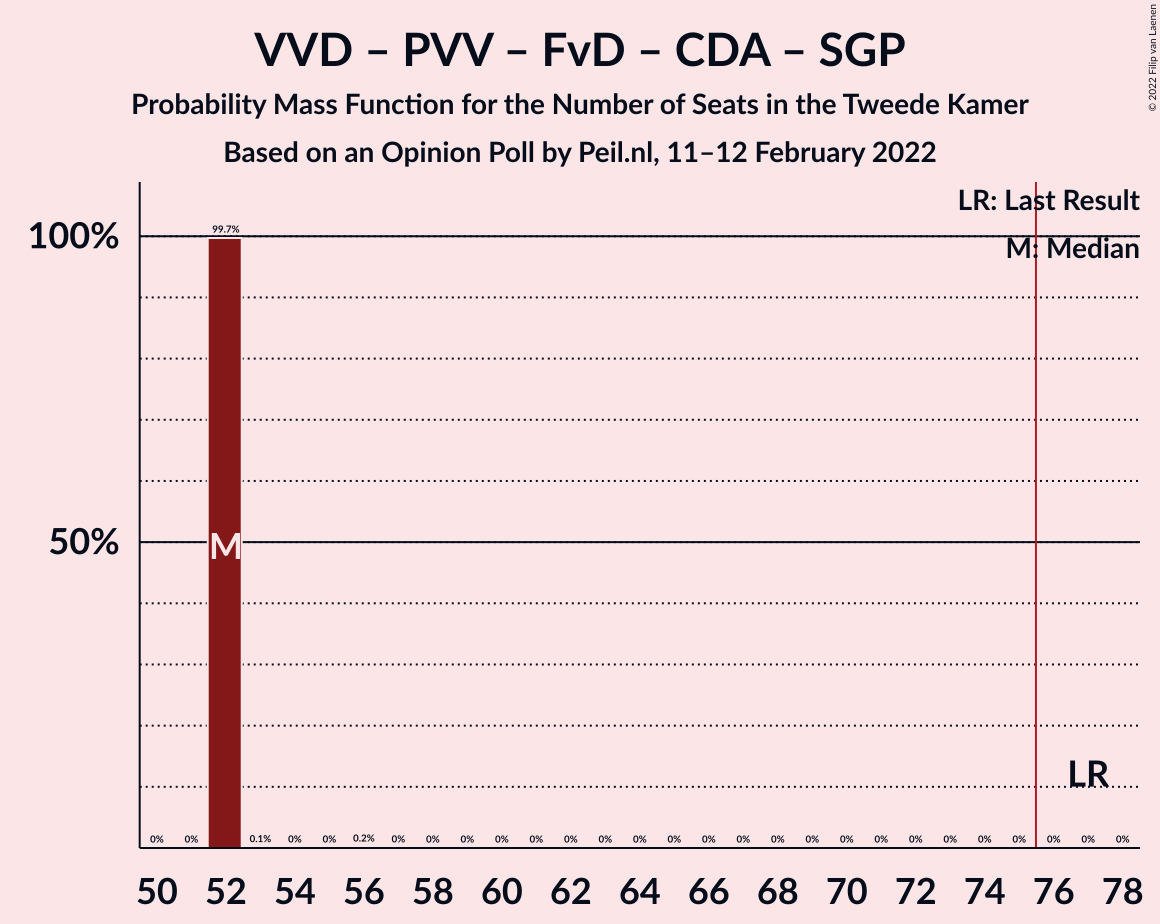 VVD – PVV – FvD – CDA – SGP
Probability Mass Function for the Number of Seats in the Tweede Kamer
Based on an Opinion Poll by Peil.nl, 11–12 February 2022
© 2022 Filip van Laenen
LR: Last Result
M: Median
100%
50%
99.7%
M
LR
0% 0% 0.1% 0% 0% 0.2% 0% 0% 0% 0% 0% 0% 0% 0% 0% 0% 0% 0% 0% 0% 0% 0% 0% 0% 0% 0% 0% 0%
50 52 54 56 58 60 62 64 66 68 70 72 74 76 78